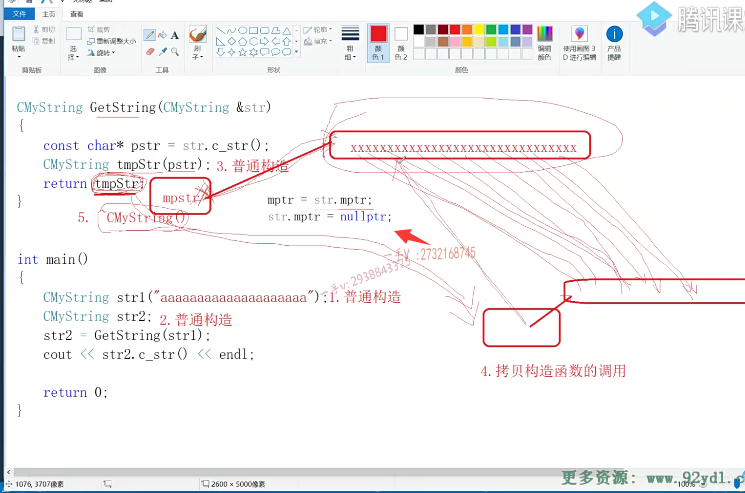 文件
主页
查看
粘贴
剪切
复制
选择
裁剪
重新调整大小
旋转
刷子
轮廓
填充
粗细
颜色 1
颜色 2
编辑颜色
使用画图 3D 进行编辑
产品提醒
剪贴板
图像
工具
形状
颜色
腾讯课
CMyString GetString(CMyString &str)
{
const char* pstr = str.c_str();
CMyString tmpStr(pstr); 3.普通构造
return tmpStr;
}
xxxxxxxxxxxxxxxxxxxxxxxxxxxxxxx
mpstr
mptr = str.mptr;
str.mptr = nullptr;
5. ~CMyString()
int main()
{
CMyString str1("aaaaaaaaaaaaaaaaaaaa"); 1.普通构造
CMyString str2; 2.普通构造
str2 = GetString(str1);
cout << str2.c_str() << endl;
return 0;
}
4.拷贝构造函数的调用
一手V :2732168745
更多资源: www.92ydl.c
1076, 3707像素
2600 × 5000像素
100%